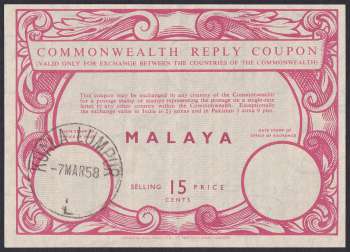 COMMONWEALTH REPLY COUPON
(VALID ONLY FOR EXCHANGE BETWEEN THE COUNTRIES OF THE COMMONWEALTH)
This coupon may be exchanged in any country of the Commonwealth
for a postage stamp or stamps representing the postage on a single-rate
letter to any other country within the Commonwealth. Exceptionally
the exchange value in India is 23 annas and in Pakistan 3 annas 6 pies.
MALAYA
DATE STAMP OF
OFFICE OF EXCHANGE
SELLING 15 PRICE
CENTS
KUALA LUMPUR
-7MAR58